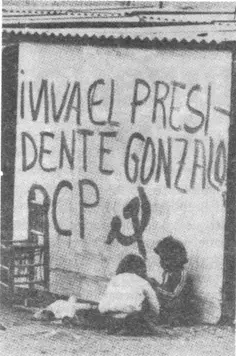 ¡VIVA EL PRESI-
DENTE GONZALO
PCP